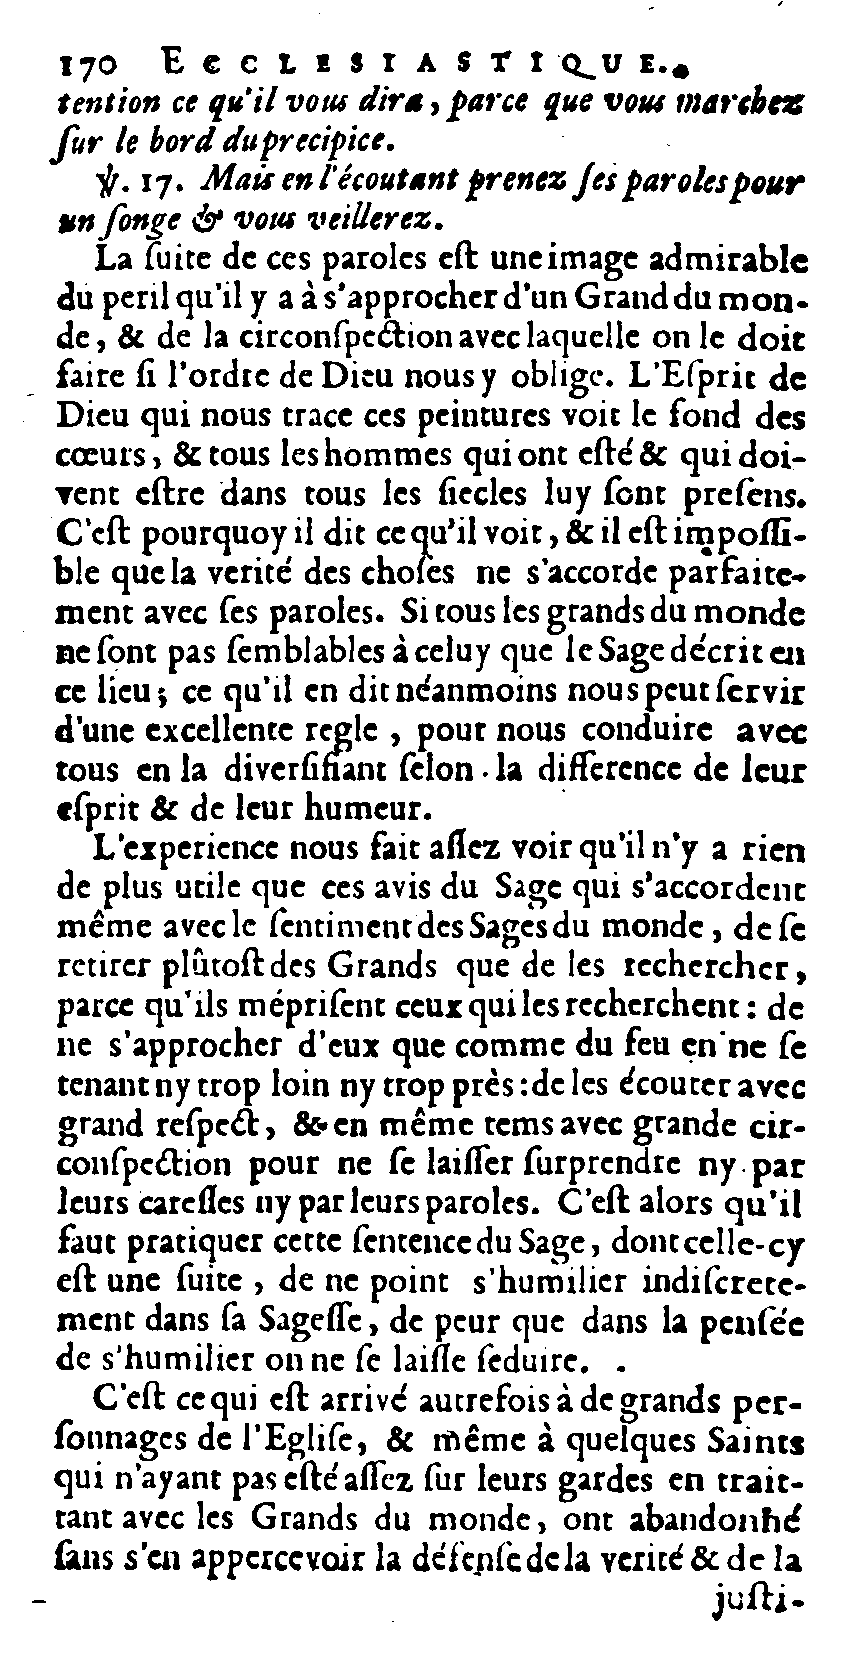 170 ECCLESIASTIQUE.
tention ce qu'il vous dira, parce que vous marchez
ſur le bord du precipice.
℣. 17. Mais en l'écoutant prenez ſes paroles pour
un ſonge & vous veillerez.
La ſuite de ces paroles eſt une image admirable
du peril qu'il y a à s'approcher d'un Grand du mon-
de, & de la circonſpection avec laquelle on le doit
faire ſi l'ordre de Dieu nous y oblige. L'Eſprit de
Dieu qui nous trace ces peintures voit le fond des
cœurs, & tous les hommes qui ont eſté & qui doi-
vent eſtre dans tous les ſiecles luy ſont preſens.
C'eſt pourquoy il dit ce qu'il voit, & il eſt impoſſi-
ble que la verité des choſes ne s'accorde parfaite-
ment avec ſes paroles. Si tous les grands du monde
ne ſont pas ſemblables à celuy que le Sage décrit en
ce lieu; ce qu'il en dit néanmoins nous peut ſervir
d'une excellente regle, pour nous conduire avec
tous en la diverſifiant ſelon la difference de leur
eſprit & de leur humeur.
L'experience nous fait aſſez voir qu'il n'y a rien
de plus utile que ces avis du Sage qui s'accordent
même avec le ſentiment des Sages du monde, de ſe
retirer plûtoſt des Grands que de les rechercher,
parce qu'ils mépriſent ceux qui les recherchent: de
ne s'approcher d'eux que comme du feu en ne ſe
tenant ny trop loin ny trop près: de les écouter avec
grand reſpect, & en même tems avec grande cir-
conſpection pour ne ſe laiſſer ſurprendre ny par
leurs careſſes ny par leurs paroles. C'eſt alors qu'il
faut pratiquer cette ſentence du Sage, dont celle-cy
eſt une ſuite, de ne point s'humilier indiſcrete-
ment dans ſa Sageſſe, de peur que dans la penſée
de s'humilier on ne ſe laiſſe ſeduire.
C'eſt ce qui eſt arrivé autrefois à de grands per-
ſonnages de l'Egliſe, & même à quelques Saints
qui n'ayant pas eſté aſſez ſur leurs gardes en trait-
tant avec les Grands du monde, ont abandonné
ſans s'en appercevoir la défenſe de la verité & de la
juſti-